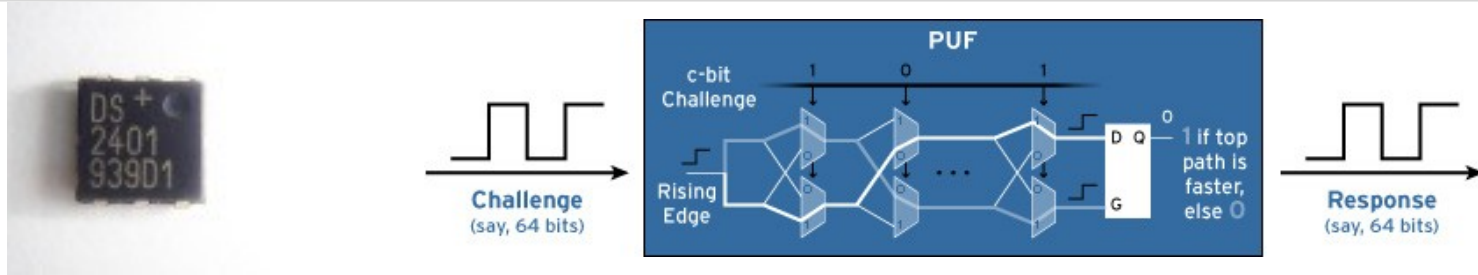 DS +
2401
939D1
Challenge
(say, 64 bits)
PUF
c-bit
Challenge
1 0 1
Rising
Edge
1 1 1
0 0 0
...
0 0 0
1 1 1
D Q
G
0
1 if top
path is
faster,
else 0
Response
(say, 64 bits)